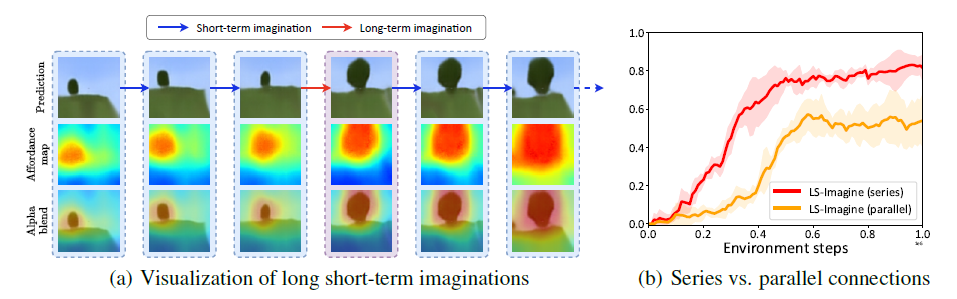 Short-term imagination
Long-term imagination
Prediction
Affordance
map
Alpha
blend
(a) Visualization of long short-term imaginations
1.0
0.8
0.6
0.4
0.2
0.0
0.0
0.2
0.4
0.6
0.8
1.0
1e6
LS-Imagine (series)
LS-Imagine (parallel)
Environment steps
(b) Series vs. parallel connections